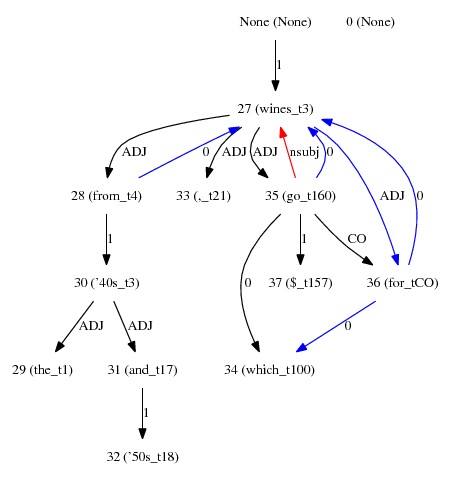 None (None) 0 (None)
1
27 (wines_t3)
ADJ 0 ADJ ADJ nsubj 0 ADJ 0
28 (from_t4) 33 (,_t21) 35 (go_t160)
1 0 1 CO
30 ('40s_t3) 37 ($_t157) 36 (for_tCO)
ADJ ADJ 0
29 (the_t1) 31 (and_t17) 34 (which_t100)
1
32 ('50s_t18)